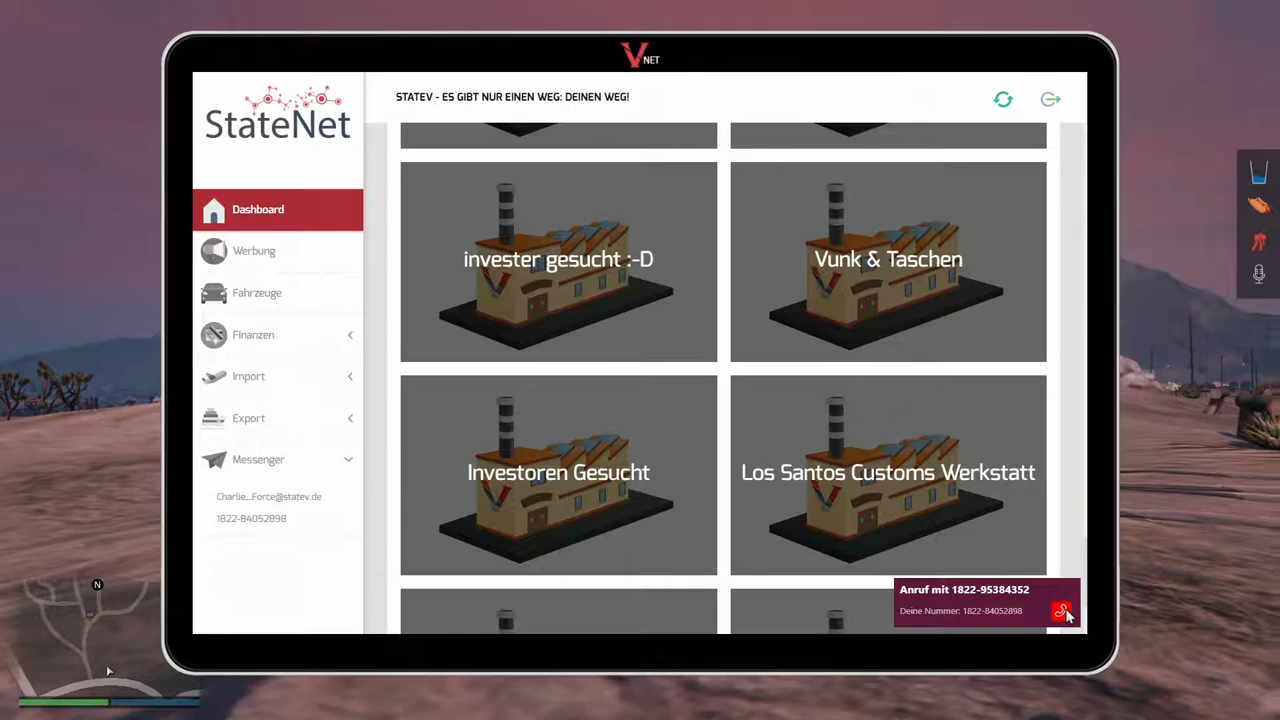 V NET
StateNet
STATEV - ES GIBT NUR EINEN WEG: DEINEN WEG!
Dashboard
Werbung
Fahrzeuge
Finanzen
Import
Export
Messenger
Charlie_Force@statev.de
1822-84052898
invester gesucht :-D
Vunk & Taschen
Investoren Gesucht
Los Santos Customs Werkstatt
Anruf mit 1822-95384352
Deine Nummer: 1822-84052898
N